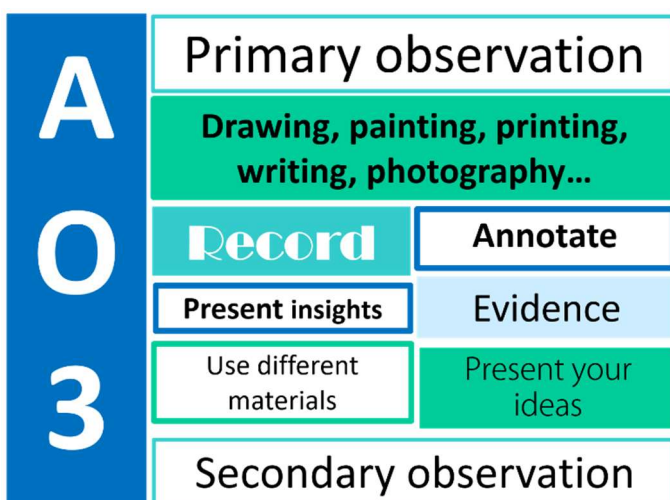 AO3
Primary observation
Drawing, painting, printing,
writing, photography...
Record
Annotate
Present insights
Evidence
Use different
materials
Present your
ideas
Secondary observation